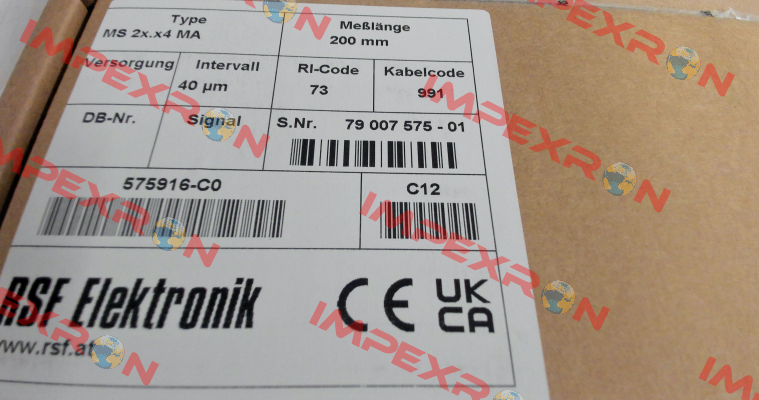 Type
MS 2x.x4 MA
Meßlänge
200 mm
Versorgung
Intervall
40 µm
RI-Code
73
Kabelcode
991
DB-Nr.
Signal
S.Nr. 79 007 575 - 01
575916-C0
C12
RSF Elektronik
www.rsf.at
CE
UK
CA
IMPEXRON
IMPEXRON
IMPEXRON
IMPEXRON
IMPEXRON
IMPEXRON
IMPEXRON